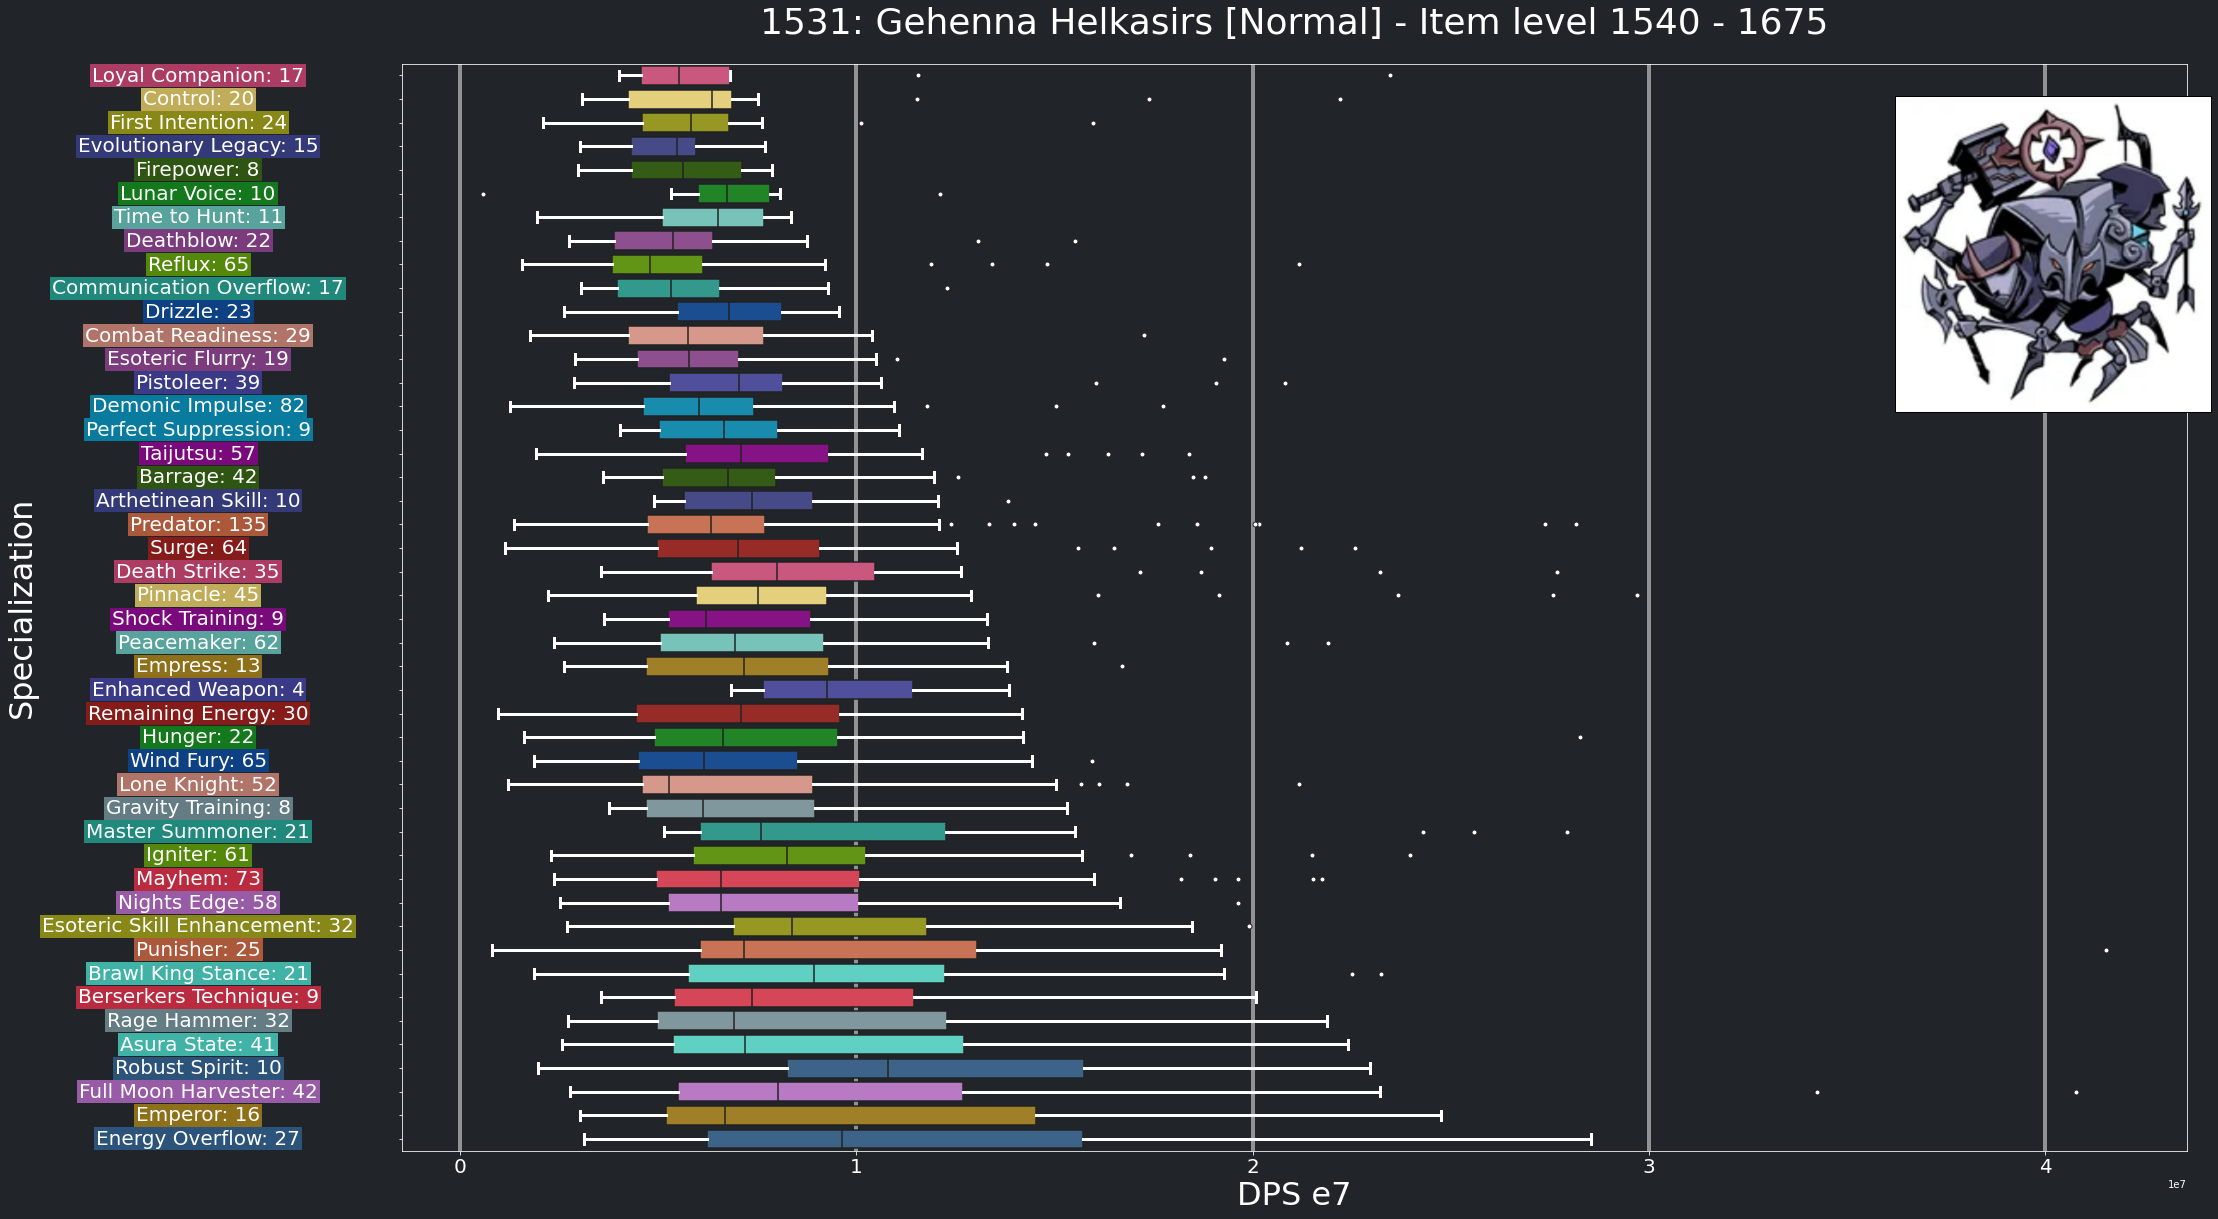 1531: Gehenna Helkasirs [Normal] - Item level 1540 - 1675
Specialization
Loyal Companion: 17
Control: 20
First Intention: 24
Evolutionary Legacy: 15
Firepower: 8
Lunar Voice: 10
Time to Hunt: 11
Deathblow: 22
Reflux: 65
Communication Overflow: 17
Drizzle: 23
Combat Readiness: 29
Esoteric Flurry: 19
Pistoleer: 39
Demonic Impulse: 82
Perfect Suppression: 9
Taijutsu: 57
Barrage: 42
Arthetinean Skill: 10
Predator: 135
Surge: 64
Death Strike: 35
Pinnacle: 45
Shock Training: 9
Peacemaker: 62
Empress: 13
Enhanced Weapon: 4
Remaining Energy: 30
Hunger: 22
Wind Fury: 65
Lone Knight: 52
Gravity Training: 8
Master Summoner: 21
Igniter: 61
Mayhem: 73
Nights Edge: 58
Esoteric Skill Enhancement: 32
Punisher: 25
Brawl King Stance: 21
Berserkers Technique: 9
Rage Hammer: 32
Asura State: 41
Robust Spirit: 10
Full Moon Harvester: 42
Emperor: 16
Energy Overflow: 27
0 1 2 3 4
DPS e7
1e7